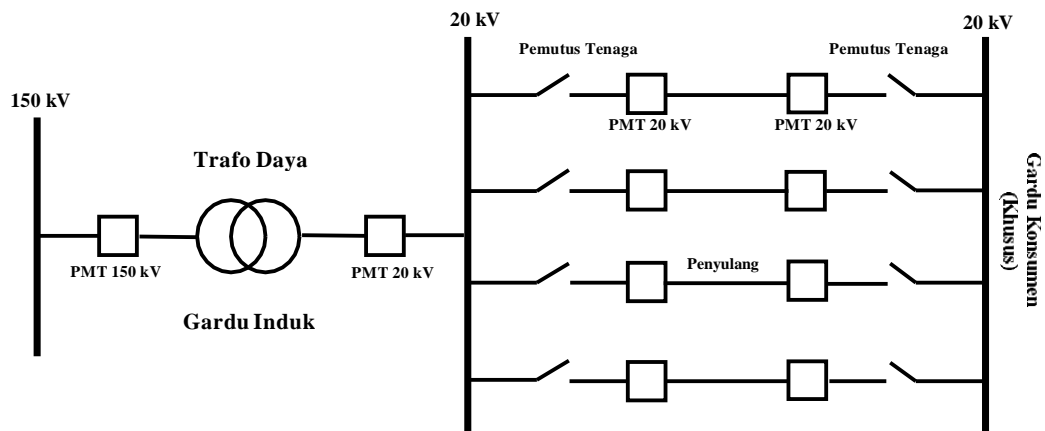 20 kV
20 kV
Pemutus Tenaga
Pemutus Tenaga
150 kV
PMT 20 kV
PMT 20 kV
Trafo Daya
PMT 150 kV
PMT 20 kV
Penyulang
Gardu Induk
Gardu Konsumen
(Khusus)